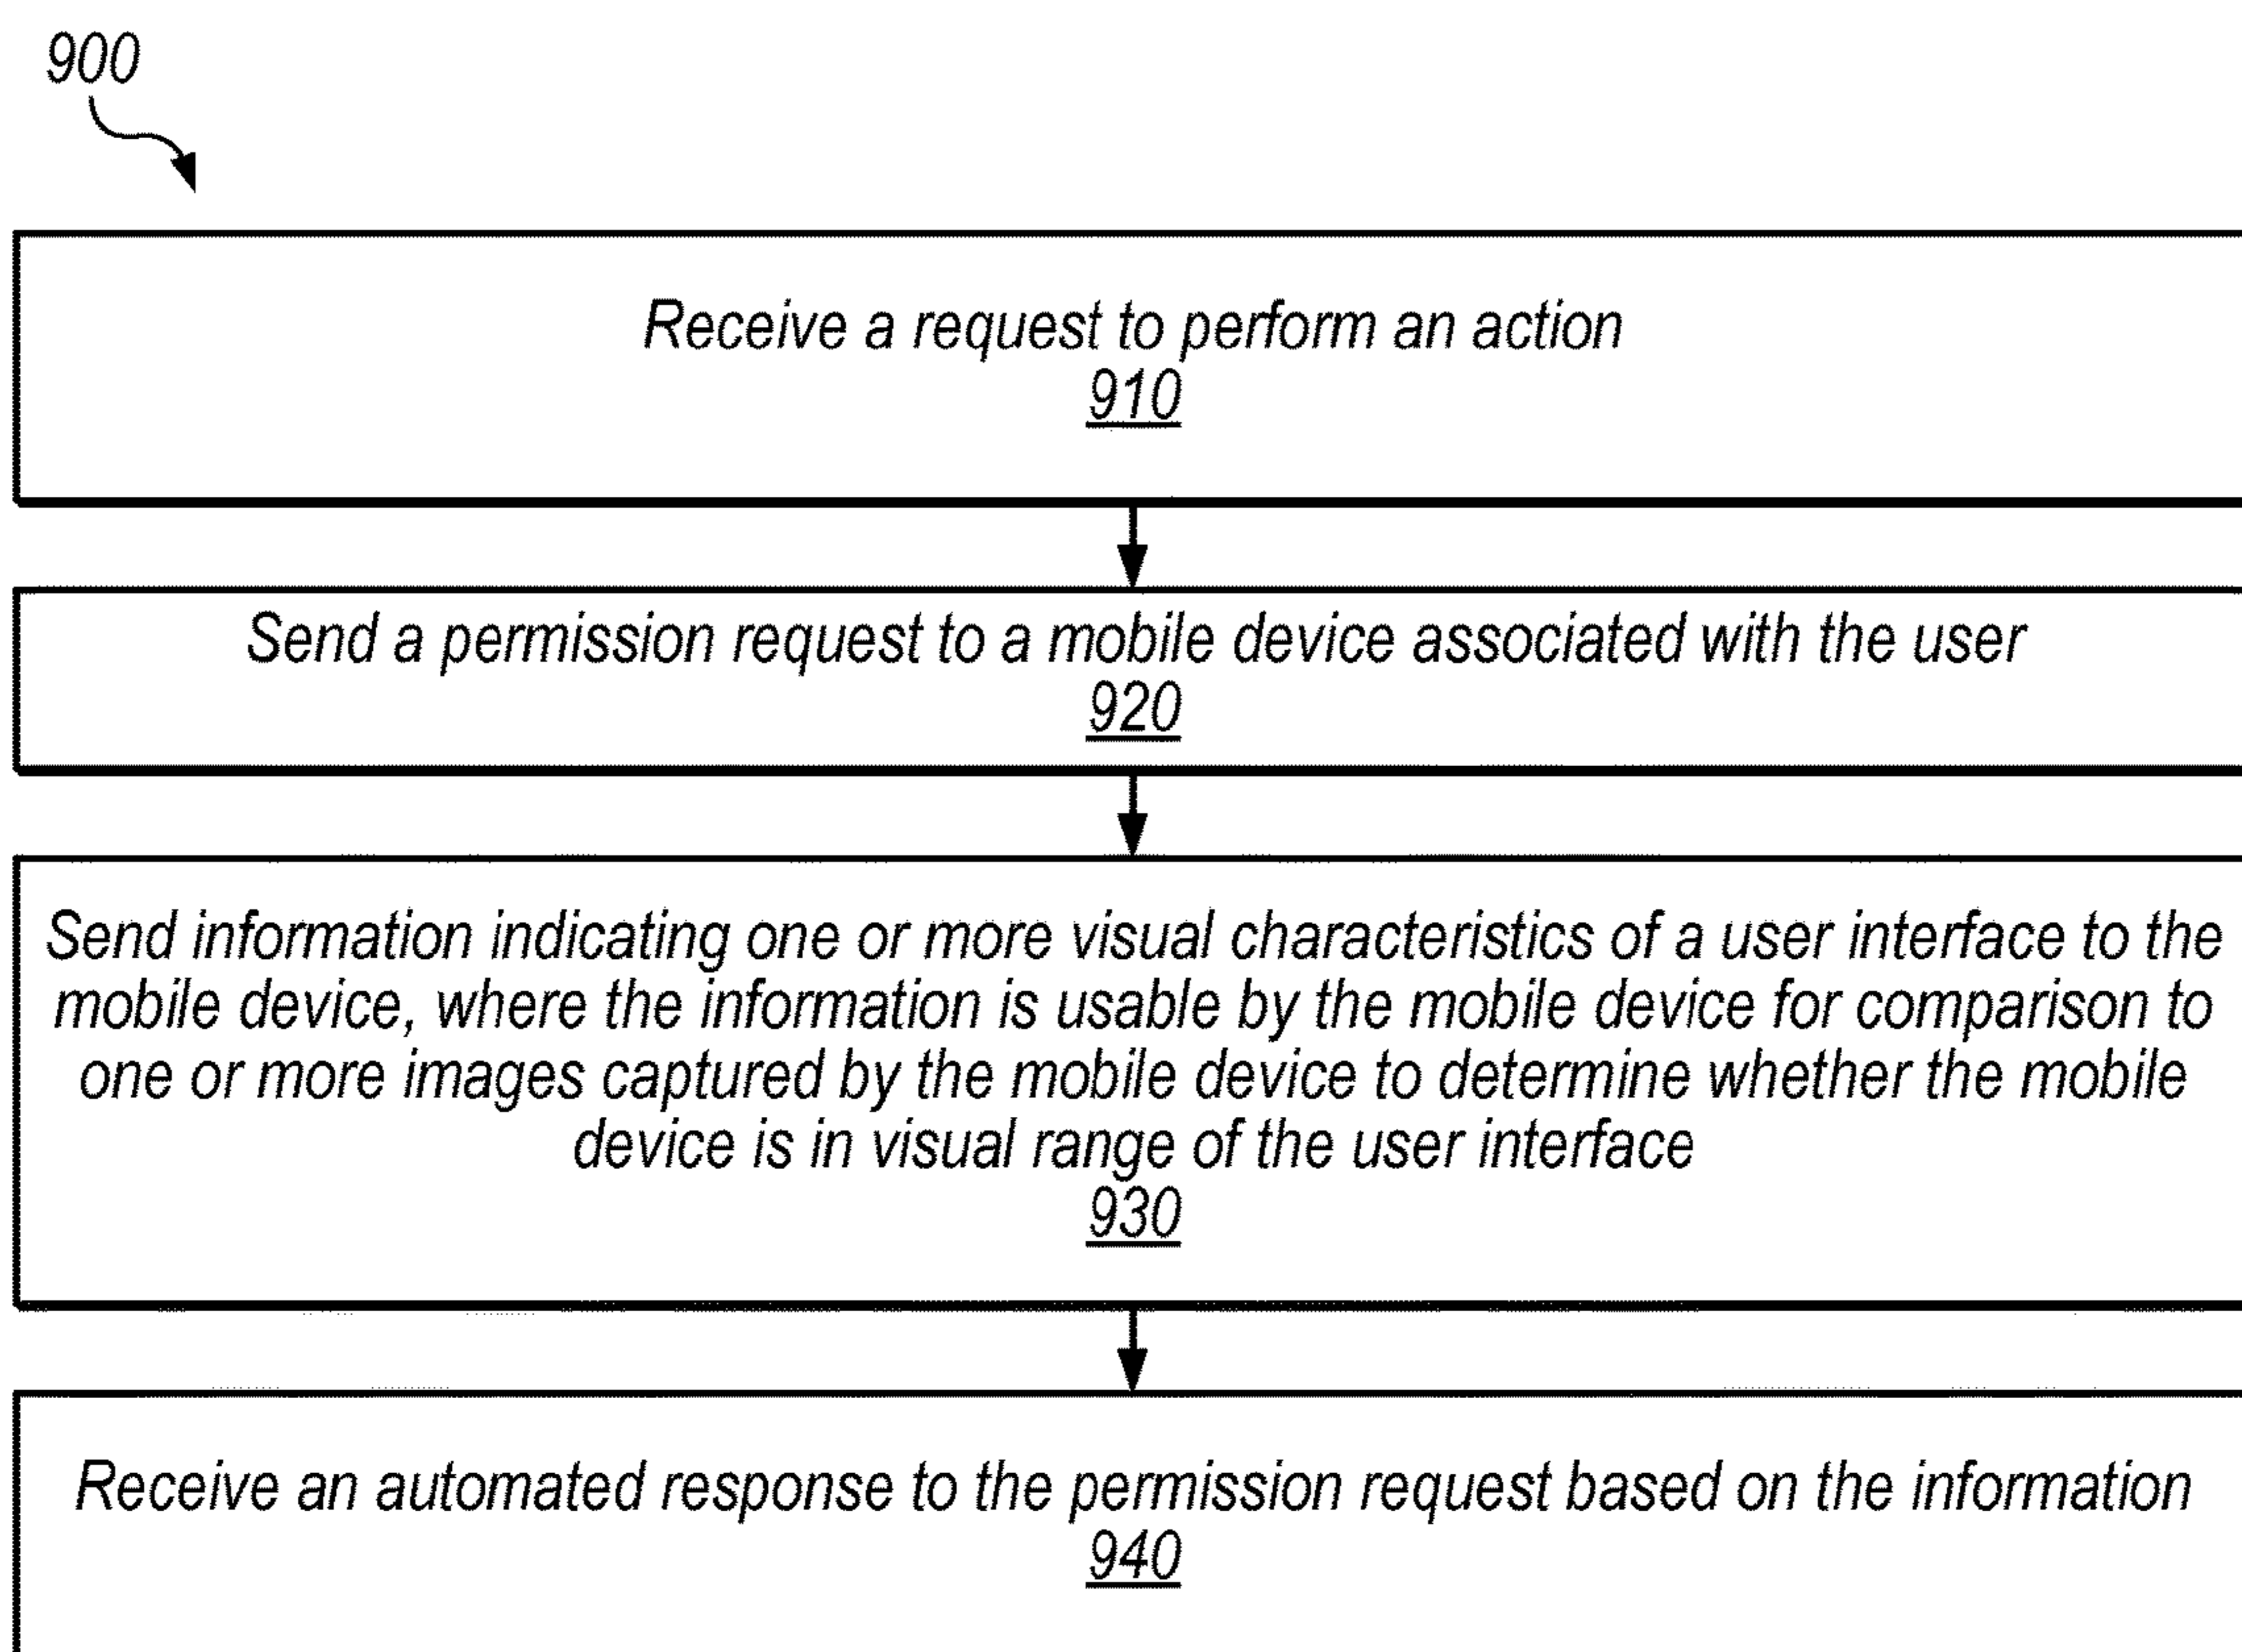 900
Receive a request to perform an action
910
Send a permission request to a mobile device associated with the user
920
Send information indicating one or more visual characteristics of a user interface to the
mobile device, where the information is usable by the mobile device for comparison to
one or more images captured by the mobile device to determine whether the mobile
device is in visual range of the user interface
930
Receive an automated response to the permission request based on the information
940